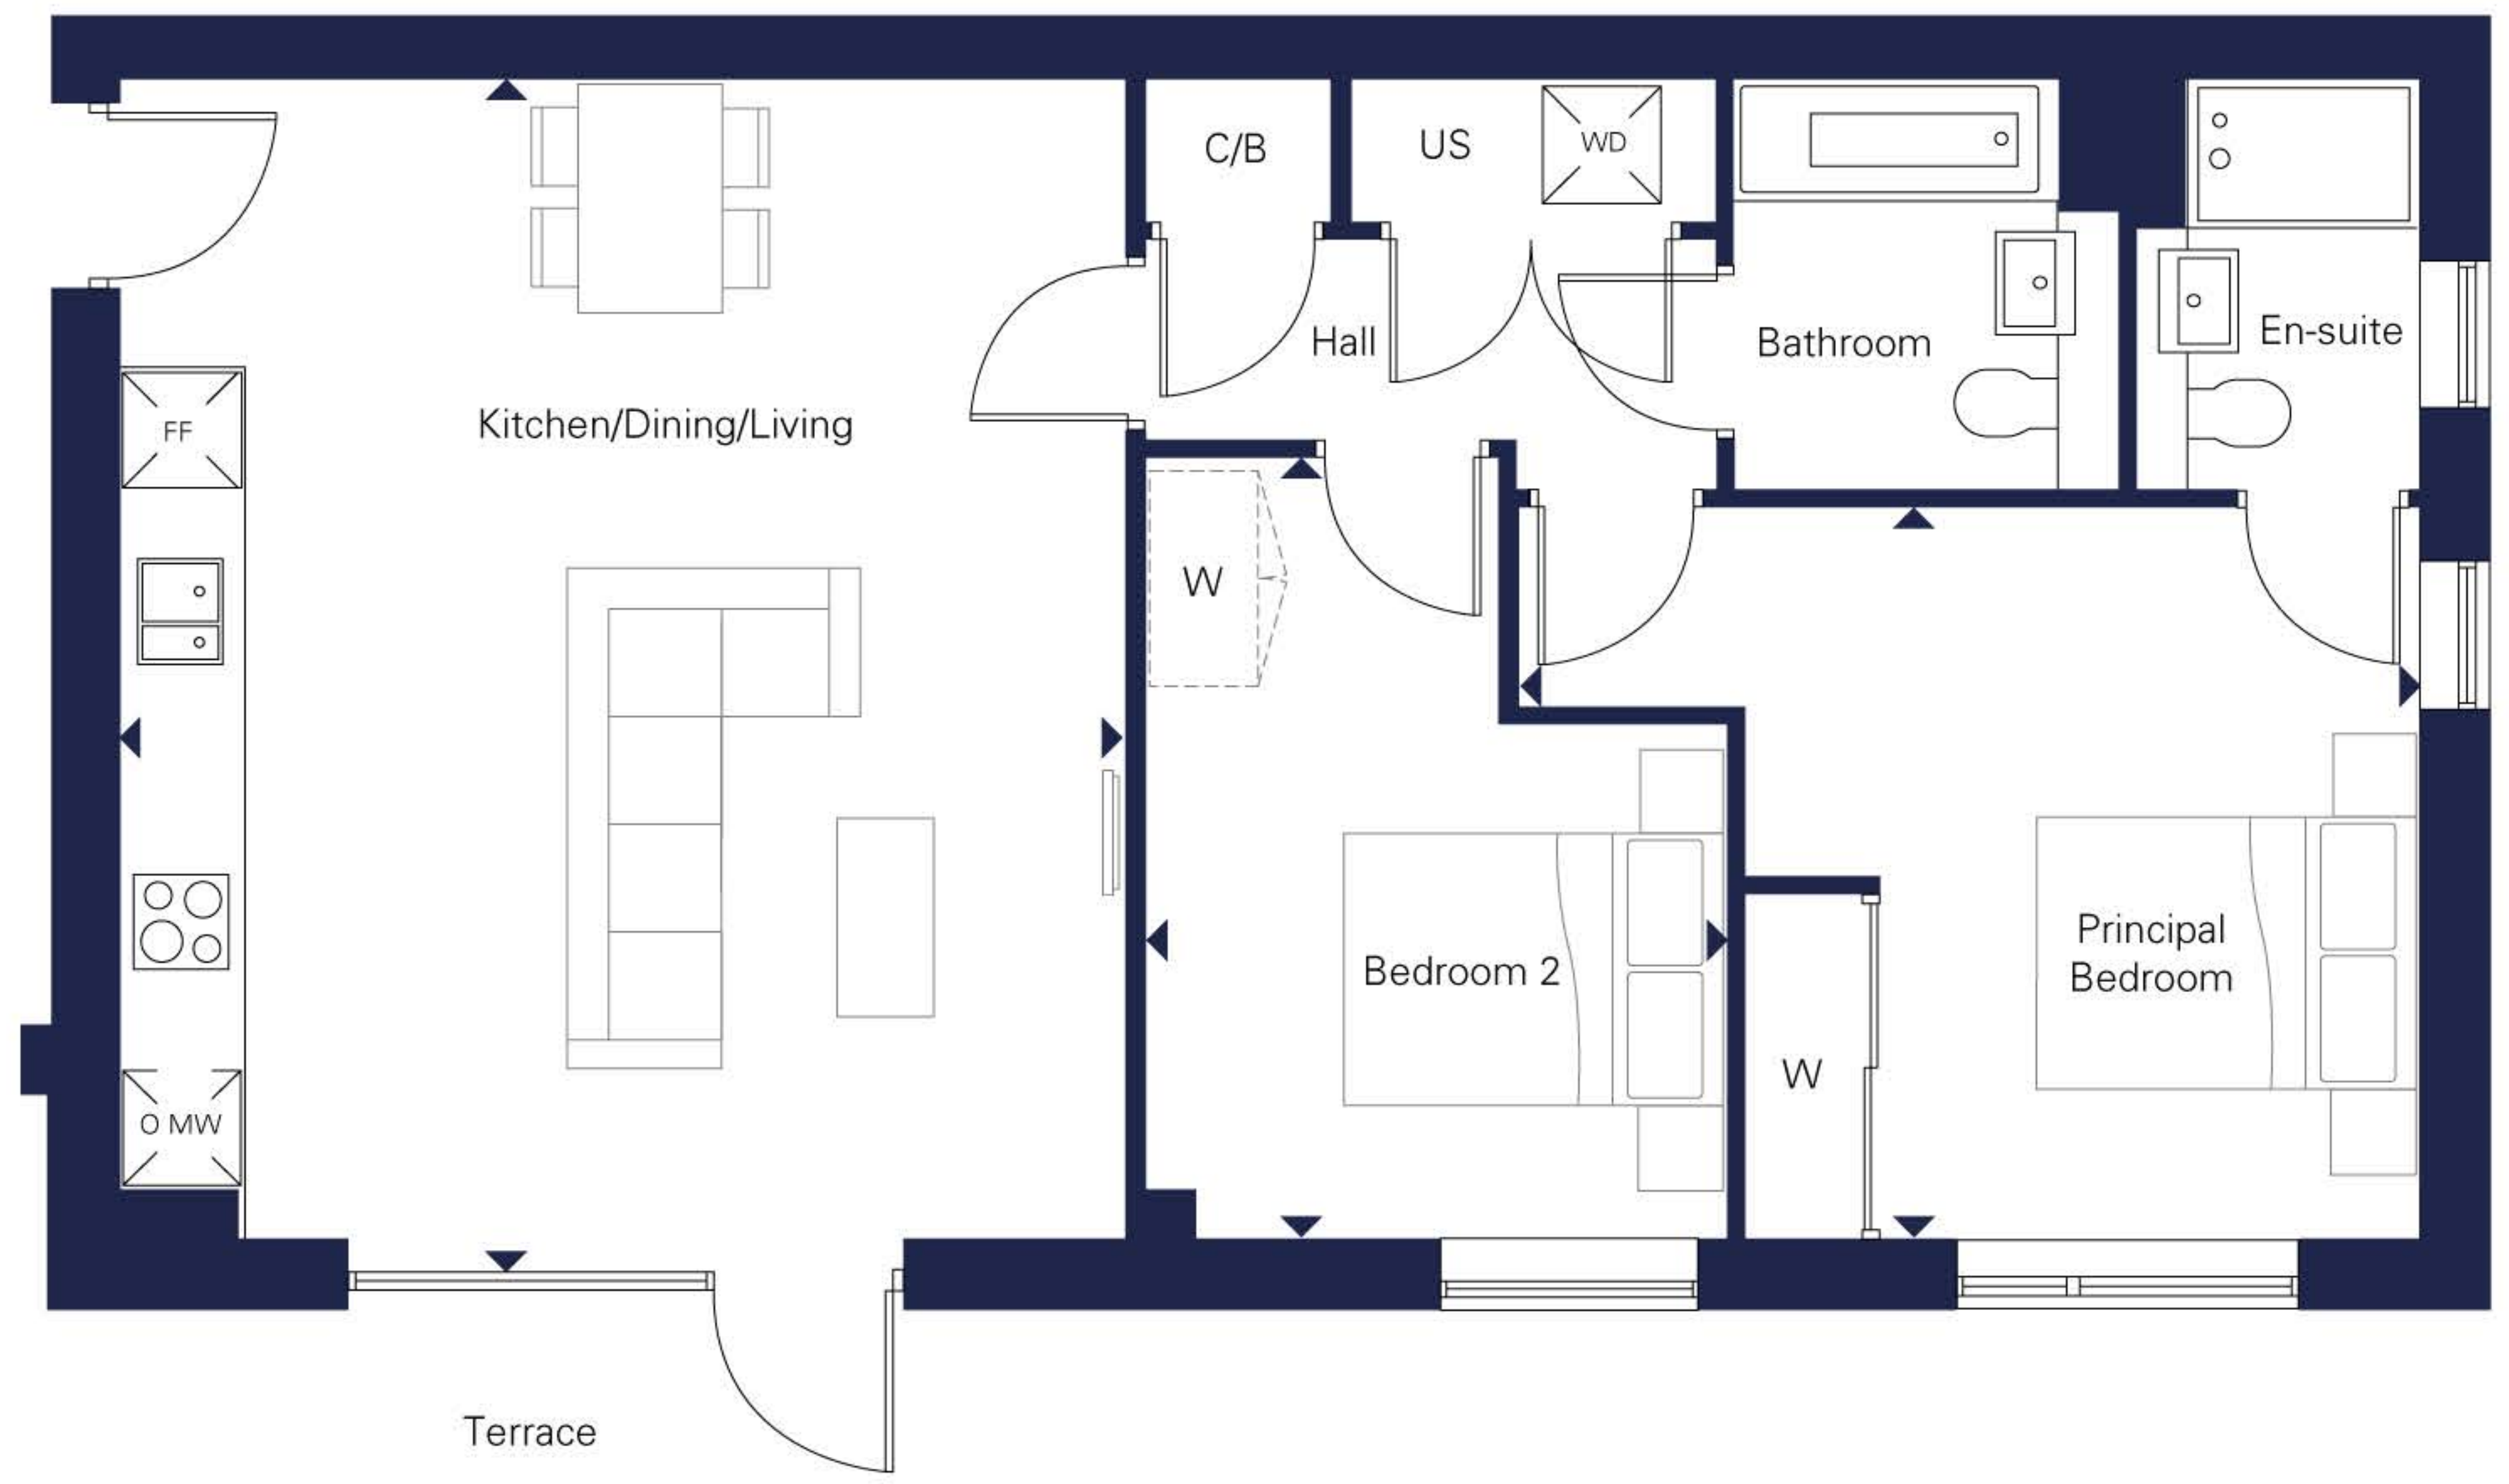 C/B
US
WD
Hall
Bathroom
En-suite
Kitchen/Dining/Living
FF
W
Bedroom 2
Principal
Bedroom
W
O MW
Terrace